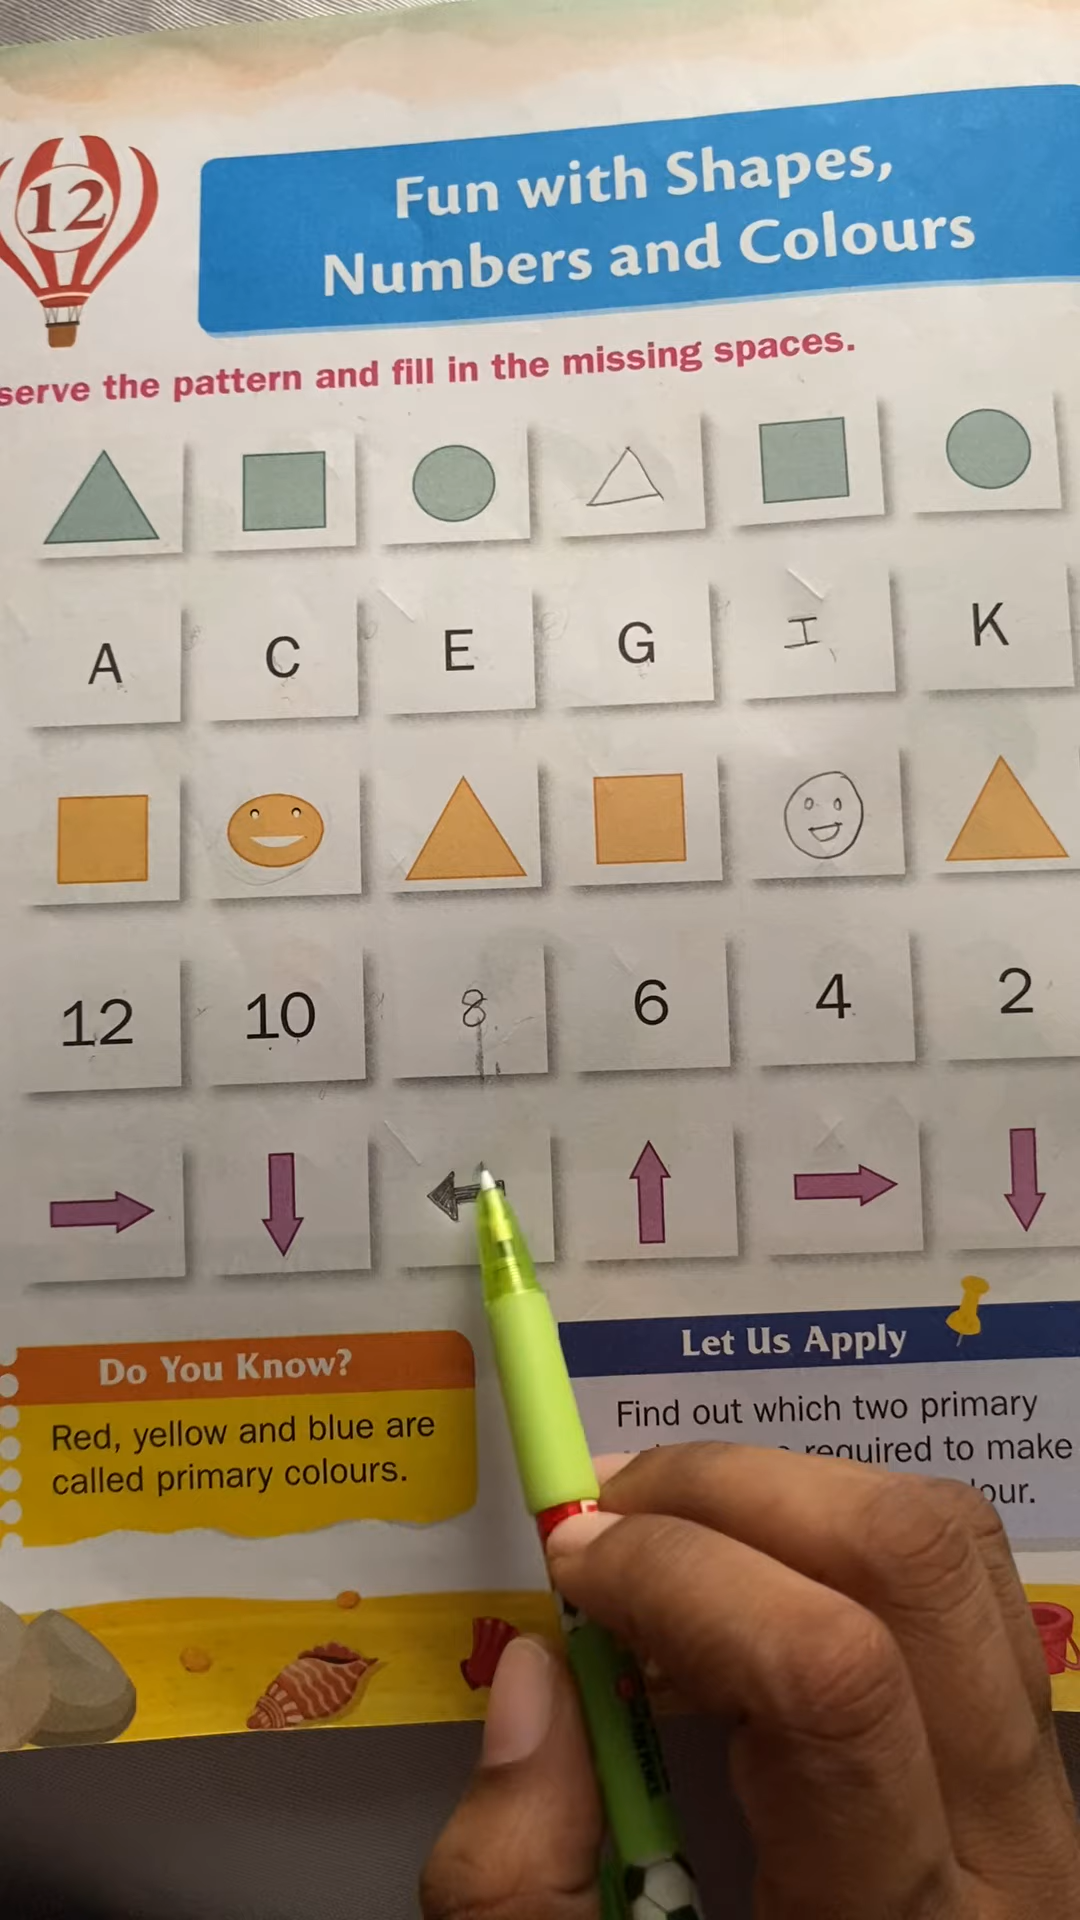 12
Fun with Shapes,
Numbers and Colours
serve the pattern and fill in the missing spaces.
A C E G I K
12 10 8 6 4 2
Do You Know?
Red, yellow and blue are
called primary colours.
Let Us Apply
Find out which two primary
required to make
our.